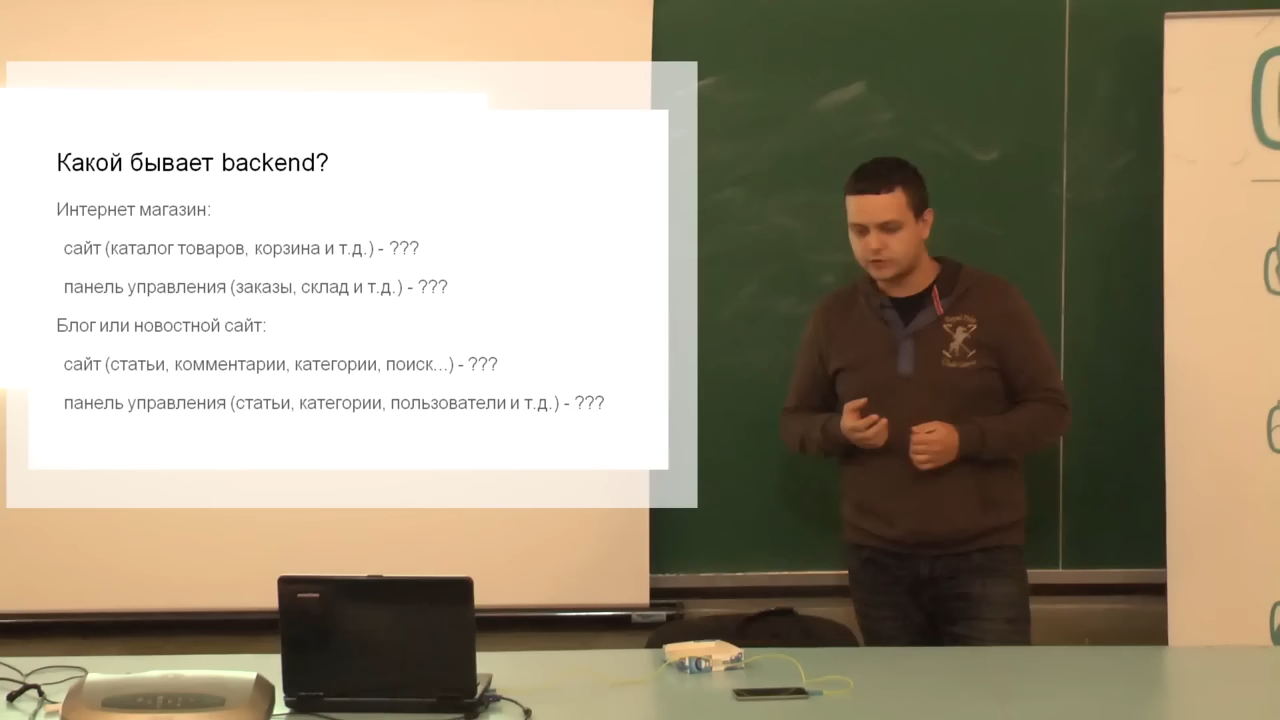 Какой бывает backend?
Интернет магазин:
сайт (каталог товаров, корзина и т.д.) - ???
панель управления (заказы, склад и т.д.) - ???
Блог или новостной сайт:
сайт (статьи, комментарии, категории, поиск...) - ???
панель управления (статьи, категории, пользователи и т.д.) - ???